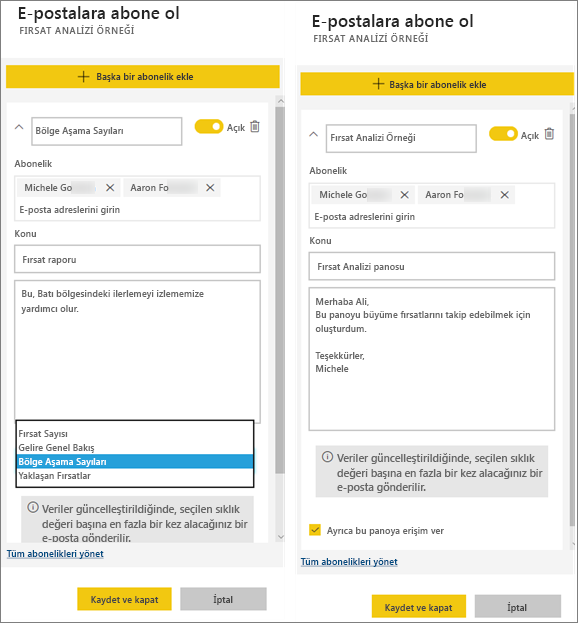 E-postalara abone ol
FIRSAT ANALİZİ ÖRNEĞİ
Başka bir abonelik ekle
Bölge Aşama Sayıları
Açık
Abonelik
Michele Go
Aaron Fo
E-posta adreslerini girin
Konu
Fırsat raporu
Bu, Batı bölgesindeki ilerlemeyi izlememize
yardımcı olur.
Fırsat Sayısı
Gelire Genel Bakış
Bölge Aşama Sayıları
Yaklaşan Fırsatlar
Veriler güncelleştirildiğinde, seçilen sıklık
değeri başına en fazla bir kez alacağınız bir
e-posta gönderilir.
Tüm abonelikleri yönet
Kaydet ve kapat
İptal
E-postalara abone ol
FIRSAT ANALİZİ ÖRNEĞİ
Başka bir abonelik ekle
Fırsat Analizi Örneği
Açık
Abonelik
Michele Go
Aaron Fo
E-posta adreslerini girin
Konu
Fırsat Analizi panosu
Merhaba Ali,
Bu panoyu büyüme fırsatlarını takip edebilmek için
oluşturdum.
Teşekkürler,
Michele
Veriler güncelleştirildiğinde, seçilen sıklık
değeri başına en fazla bir kez alacağınız bir
e-posta gönderilir.
Ayrıca bu panoya erişim ver
Tüm abonelikleri yönet
Kaydet ve kapat
İptal